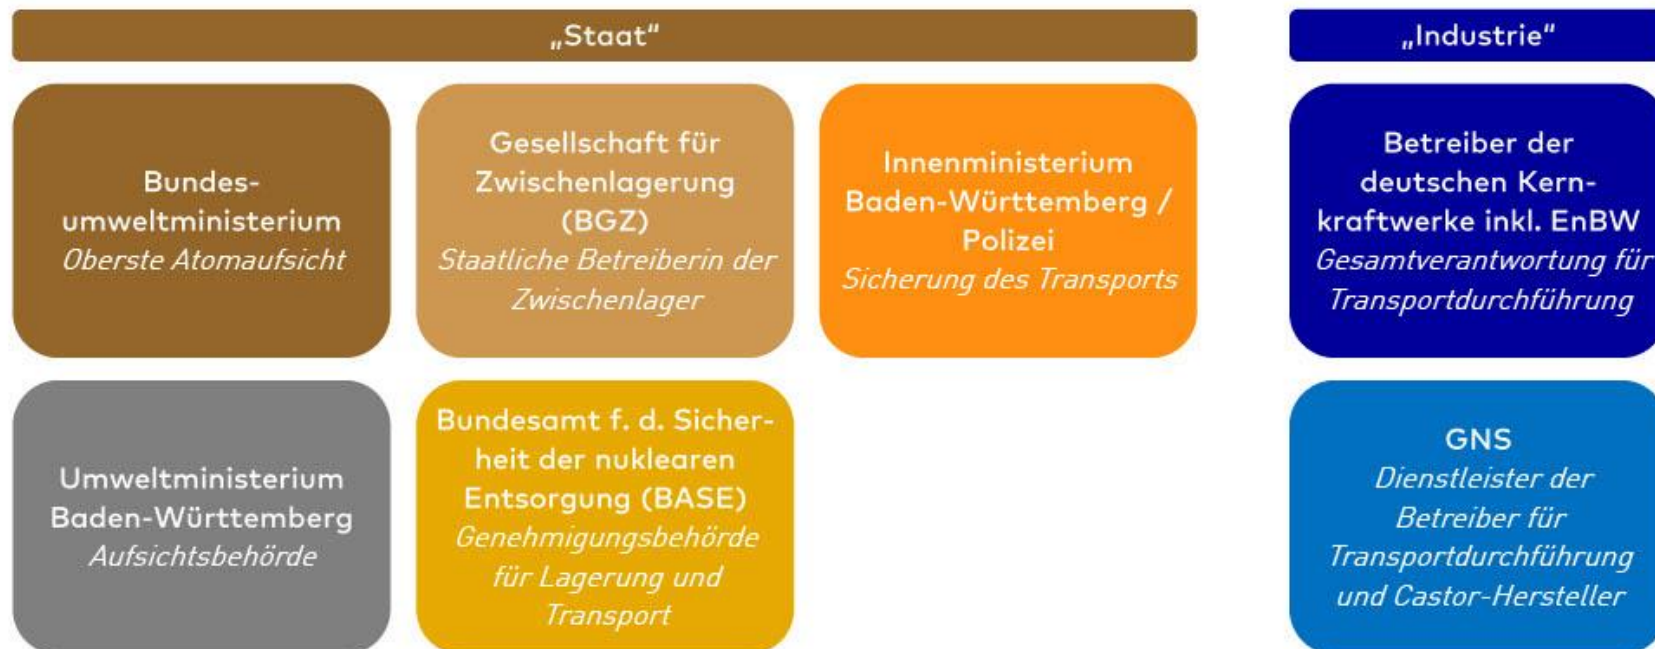 „Staat“
„Industrie“
Bundes-
umweltministerium
Oberste Atomaufsicht
Gesellschaft für
Zwischenlagerung
(BGZ)
Staatliche Betreiberin der
Zwischenlager
Innenministerium
Baden-Württemberg /
Polizei
Sicherung des Transports
Betreiber der
deutschen Kern-
kraftwerke inkl. EnBW
Gesamtverantwortung für
Transportdurchführung
Umweltministerium
Baden-Württemberg
Aufsichtsbehörde
Bundesamt f. d. Sicher-
heit der nuklearen
Entsorgung (BASE)
Genehmigungsbehörde
für Lagerung und
Transport
GNS
Dienstleister der
Betreiber für
Transportdurchführung
und Castor-Hersteller